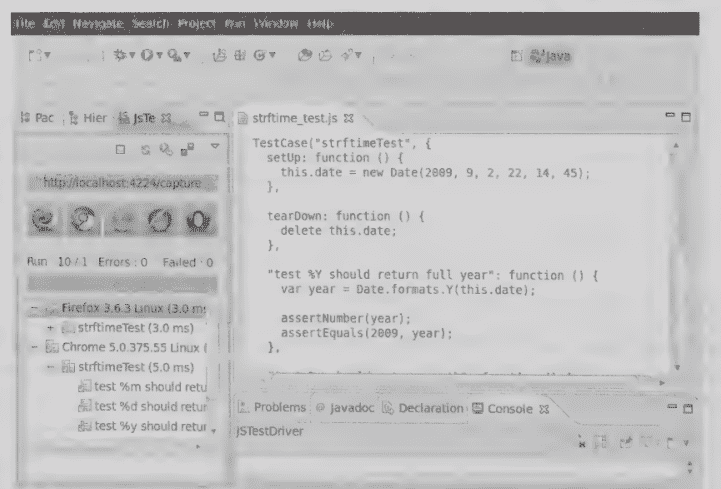 File Edit Navigate Search Project Run Window Help
Java
Pac
Hier
JsTe
http://localhost:4224/capture
Run 10 / 1 Errors : 0 Failed : 0
Firefox 3.6.3 Linux (3.0 ms
strftimeTest (3.0 ms)
Chrome 5.0.375.55 Linux (
strftimeTest (5.0 ms)
test %m should retu
test %d should retur
test %y should retur
strftime_test.js
TestCase("strftimeTest", {
setUp: function () {
this.date = new Date(2009, 9, 2, 22, 14, 45);
},
tearDown: function () {
delete this.date;
},
"test %Y should return full year": function () {
var year = Date.formats.Y(this.date);
assertNumber(year);
assertEquals(2009, year);
},
Problems @ Javadoc Declaration Console
JSTestDriver